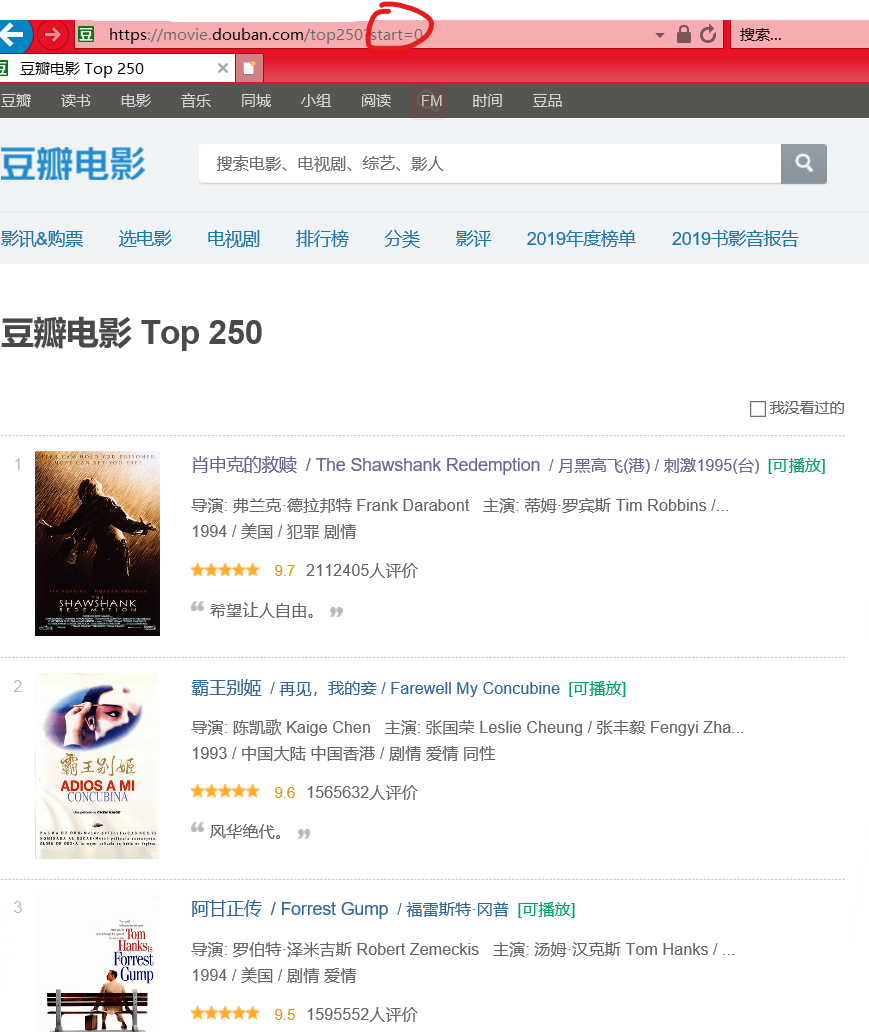 https://movie.douban.com/top250?start=0
搜索...
豆瓣电影 Top 250
豆瓣 读书 电影 音乐 同城 小组 阅读 FM 时间 豆品
豆瓣电影
搜索电影、电视剧、综艺、影人
影讯&购票 选电影 电视剧 排行榜 分类 影评 2019年度榜单 2019书影音报告
豆瓣电影 Top 250
我没看过的
1
肖申克的救赎 / The Shawshank Redemption / 月黑高飞(港) / 刺激1995(台) [可播放]
导演: 弗兰克·德拉邦特 Frank Darabont 主演: 蒂姆·罗宾斯 Tim Robbins /...
1994 / 美国 / 犯罪 剧情
9.7 2112405人评价
“ 希望让人自由。 ”
THE
SHAWSHANK
REDEMPTION
2
霸王别姬 / 再见，我的妾 / Farewell My Concubine [可播放]
导演: 陈凯歌 Kaige Chen 主演: 张国荣 Leslie Cheung / 张丰毅 Fengyi Zha...
1993 / 中国大陆 中国香港 / 剧情 爱情 同性
9.6 1565632人评价
“ 风华绝代。 ”
霸王别姬
ADIOS A MI
CONCUBINA
3
阿甘正传 / Forrest Gump / 福雷斯特·冈普 [可播放]
导演: 罗伯特·泽米吉斯 Robert Zemeckis 主演: 汤姆·汉克斯 Tom Hanks / ...
1994 / 美国 / 剧情 爱情
9.5 1595552人评价
Tom
Hanks is
Forrest
Gump